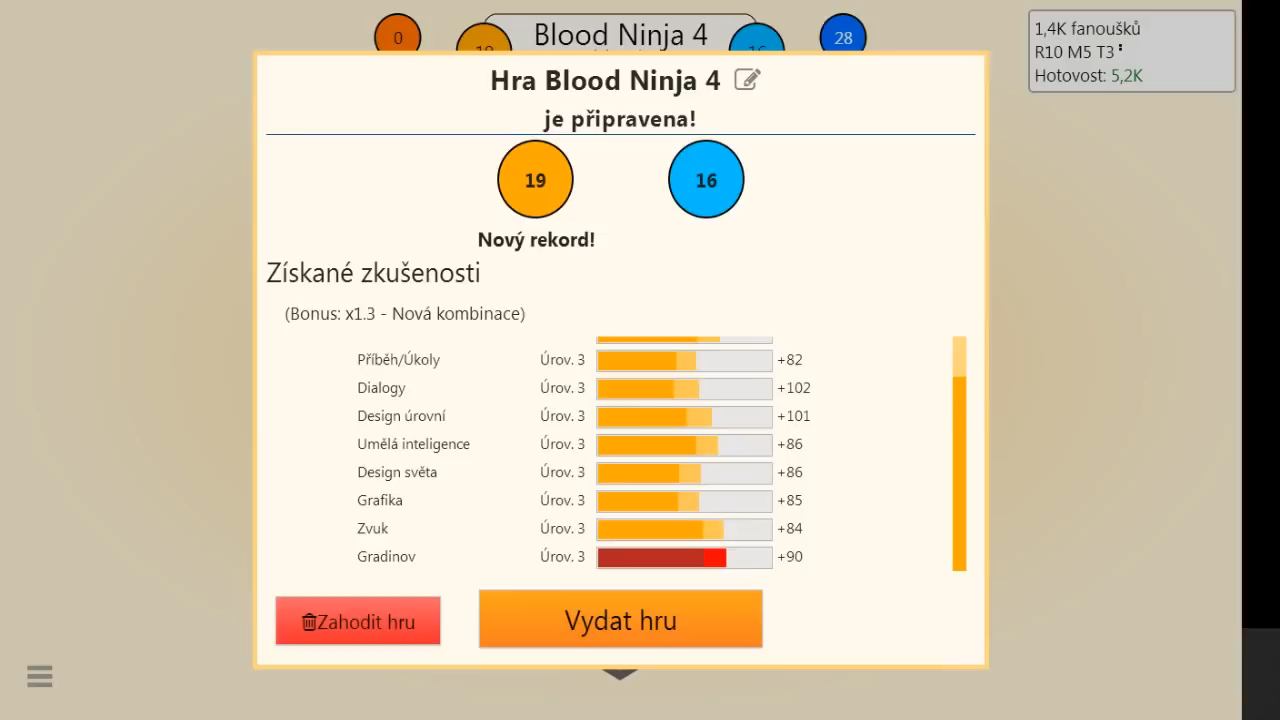 0
19
Blood Ninja 4
16
28
1,4K fanoušků
R10 M5 T3
Hotovost: 5,2K
Hra Blood Ninja 4
je připravena!
19
16
Nový rekord!
Získané zkušenosti
(Bonus: x1.3 - Nová kombinace)
Příběh/Úkoly Úrov. 3 +82
Dialogy Úrov. 3 +102
Design úrovní Úrov. 3 +101
Umělá inteligence Úrov. 3 +86
Design světa Úrov. 3 +86
Grafika Úrov. 3 +85
Zvuk Úrov. 3 +84
Gradinov Úrov. 3 +90
Zahodit hru
Vydat hru